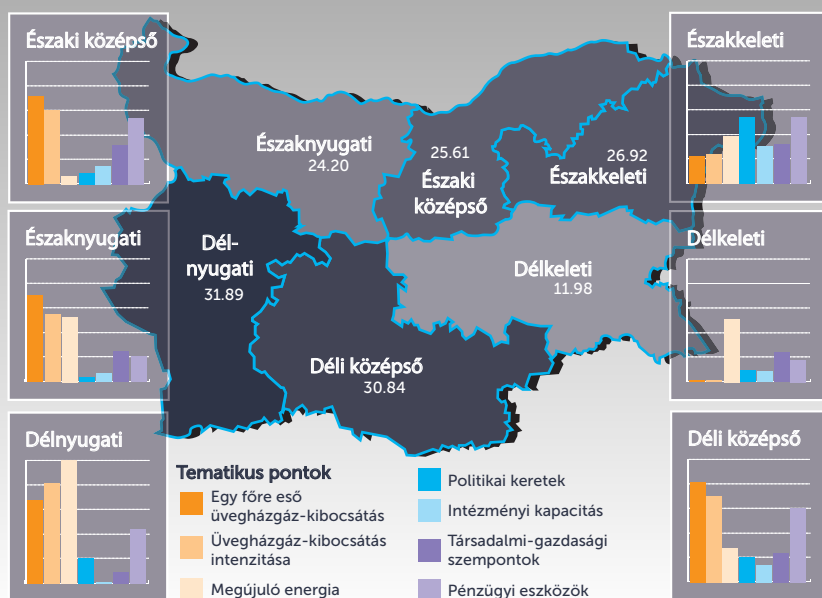 Északi középső
Északnyugati
Délnyugati
Északnyugati
24.20
25.61
Északi
középső
26.92
Északkeleti
Dél-
nyugati
31.89
Délkeleti
11.98
Déli középső
30.84
Északkeleti
Délkeleti
Déli középső
Tematikus pontok
Egy főre eső
üvegházgáz-kibocsátás
Üvegházgáz-kibocsátás
intenzitása
Megújuló energia
Politikai keretek
Intézményi kapacitás
Társadalmi-gazdasági
szempontok
Pénzügyi eszközök